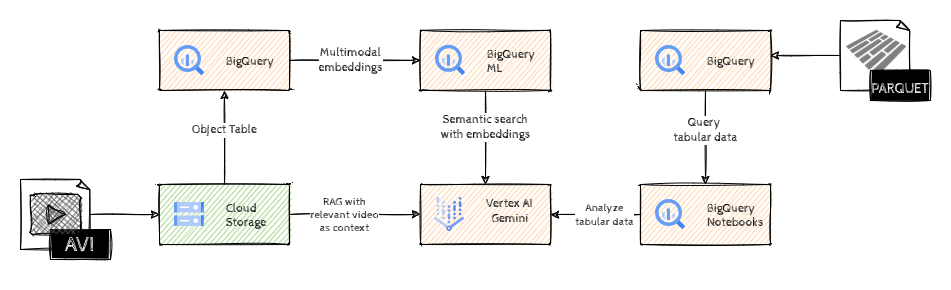 BigQuery
Multimodal
embeddings
BigQuery
ML
BigQuery
PARQUET
Object Table
Semantic search
with embeddings
Query
tabular data
AVI
Cloud
Storage
RAG with
relevant video
as context
Vertex AI
Gemini
Analyze
tabular data
BigQuery
Notebooks